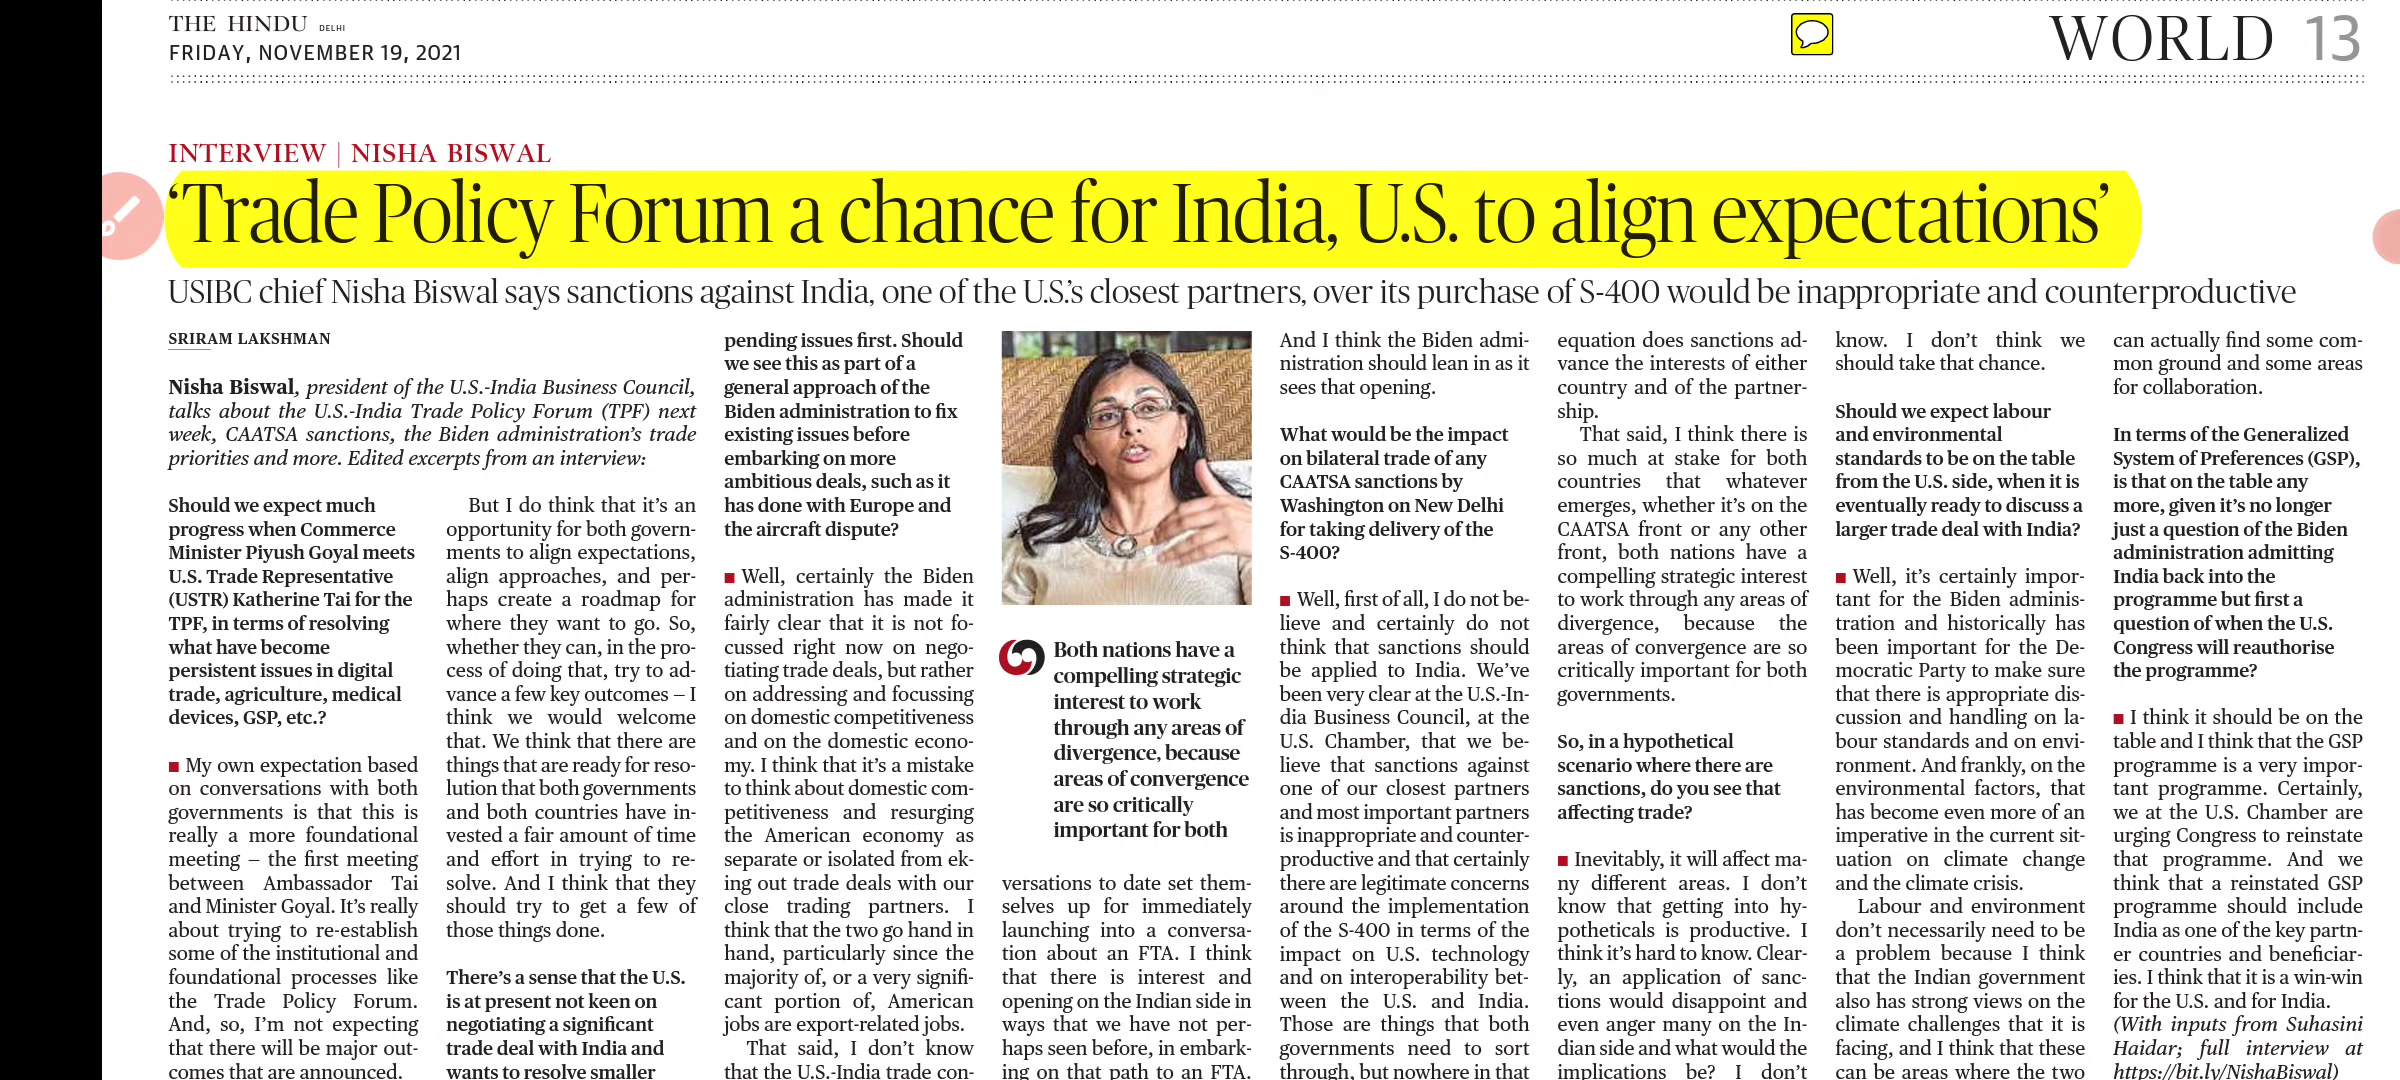 THE HINDU DELHI
FRIDAY, NOVEMBER 19, 2021
WORLD 13
INTERVIEW | NISHA BISWAL
‘Trade Policy Forum a chance for India, U.S. to align expectations’
USIBC chief Nisha Biswal says sanctions against India, one of the U.S.’s closest partners, over its purchase of S-400 would be inappropriate and counterproductive
SRIRAM LAKSHMAN
Nisha Biswal, president of the U.S.-India Business Council,
talks about the U.S.-India Trade Policy Forum (TPF) next
week, CAATSA sanctions, the Biden administration’s trade
priorities and more. Edited excerpts from an interview:
Should we expect much
progress when Commerce
Minister Piyush Goyal meets
U.S. Trade Representative
(USTR) Katherine Tai for the
TPF, in terms of resolving
what have become
persistent issues in digital
trade, agriculture, medical
devices, GSP, etc.?
■ My own expectation based
on conversations with both
governments is that this is
really a more foundational
meeting – the first meeting
between Ambassador Tai
and Minister Goyal. It’s really
about trying to re-establish
some of the institutional and
foundational processes like
the Trade Policy Forum.
And, so, I’m not expecting
that there will be major out-
comes that are announced.
But I do think that it’s an
opportunity for both govern-
ments to align expectations,
align approaches, and per-
haps create a roadmap for
where they want to go. So,
whether they can, in the pro-
cess of doing that, try to ad-
vance a few key outcomes – I
think we would welcome
that. We think that there are
things that are ready for reso-
lution that both governments
and both countries have in-
vested a fair amount of time
and effort in trying to re-
solve. And I think that they
should try to get a few of
those things done.
There’s a sense that the U.S.
is at present not keen on
negotiating a significant
trade deal with India and
wants to resolve smaller
pending issues first. Should
we see this as part of a
general approach of the
Biden administration to fix
existing issues before
embarking on more
ambitious deals, such as it
has done with Europe and
the aircraft dispute?
■ Well, certainly the Biden
administration has made it
fairly clear that it is not fo-
cussed right now on nego-
tiating trade deals, but rather
on addressing and focussing
on domestic competitiveness
and on the domestic econo-
my. I think that it’s a mistake
to think about domestic com-
petitiveness and resurging
the American economy as
separate or isolated from ek-
ing out trade deals with our
close trading partners. I
think that the two go hand in
hand, particularly since the
majority of, or a very signifi-
cant portion of, American
jobs are export-related jobs.
That said, I don’t know
that the U.S.-India trade con-
Both nations have a
compelling strategic
interest to work
through any areas of
divergence, because
areas of convergence
are so critically
important for both
versations to date set them-
selves up for immediately
launching into a conversa-
tion about an FTA. I think
that there is interest and
opening on the Indian side in
ways that we have not per-
haps seen before, in embark-
ing on that path to an FTA.
And I think the Biden admi-
nistration should lean in as it
sees that opening.
What would be the impact
on bilateral trade of any
CAATSA sanctions by
Washington on New Delhi
for taking delivery of the
S-400?
■ Well, first of all, I do not be-
lieve and certainly do not
think that sanctions should
be applied to India. We’ve
been very clear at the U.S.-In-
dia Business Council, at the
U.S. Chamber, that we be-
lieve that sanctions against
one of our closest partners
and most important partners
is inappropriate and counter-
productive and that certainly
there are legitimate concerns
around the implementation
of the S-400 in terms of the
impact on U.S. technology
and on interoperability bet-
ween the U.S. and India.
Those are things that both
governments need to sort
through, but nowhere in that
equation does sanctions ad-
vance the interests of either
country and of the partner-
ship.
That said, I think there is
so much at stake for both
countries that whatever
emerges, whether it’s on the
CAATSA front or any other
front, both nations have a
compelling strategic interest
to work through any areas of
divergence, because the
areas of convergence are so
critically important for both
governments.
So, in a hypothetical
scenario where there are
sanctions, do you see that
affecting trade?
■ Inevitably, it will affect ma-
ny different areas. I don’t
know that getting into hy-
potheticals is productive. I
think it’s hard to know. Clear-
ly, an application of sanc-
tions would disappoint and
even anger many on the In-
dian side and what would the
implications be? I don’t
know. I don’t think we
should take that chance.
Should we expect labour
and environmental
standards to be on the table
from the U.S. side, when it is
eventually ready to discuss a
larger trade deal with India?
■ Well, it’s certainly impor-
tant for the Biden adminis-
tration and historically has
been important for the De-
mocratic Party to make sure
that there is appropriate dis-
cussion and handling on la-
bour standards and on envi-
ronment. And frankly, on the
environmental factors, that
has become even more of an
imperative in the current sit-
uation on climate change
and the climate crisis.
Labour and environment
don’t necessarily need to be
a problem because I think
that the Indian government
also has strong views on the
climate challenges that it is
facing, and I think that these
can be areas where the two
can actually find some com-
mon ground and some areas
for collaboration.
In terms of the Generalized
System of Preferences (GSP),
is that on the table any
more, given it’s no longer
just a question of the Biden
administration admitting
India back into the
programme but first a
question of when the U.S.
Congress will reauthorise
the programme?
■ I think it should be on the
table and I think that the GSP
programme is a very impor-
tant programme. Certainly,
we at the U.S. Chamber are
urging Congress to reinstate
that programme. And we
think that a reinstated GSP
programme should include
India as one of the key partn-
er countries and beneficiar-
ies. I think that it is a win-win
for the U.S. and for India.
(With inputs from Suhasini
Haidar; full interview at
https://bit.ly/NishaBiswal)